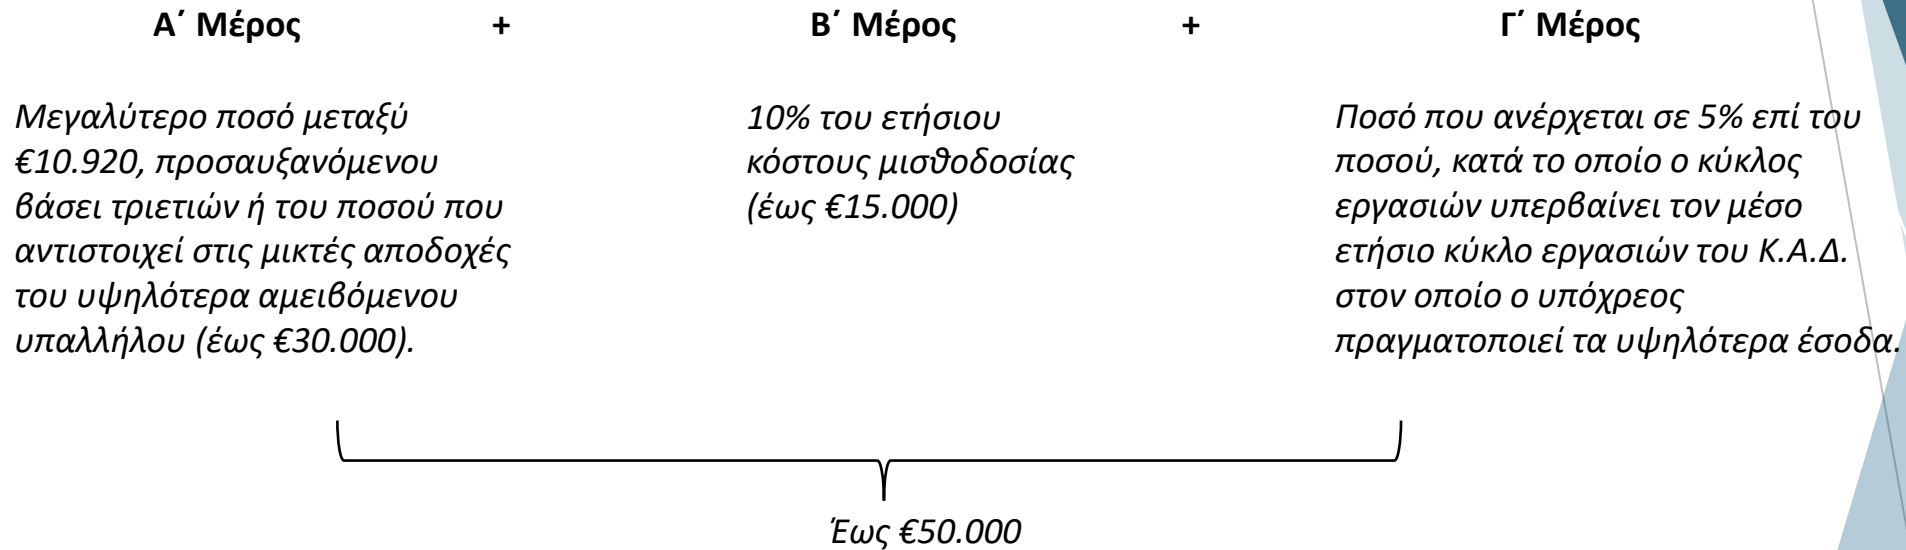 Α΄ Μέρος + Β΄ Μέρος + Γ΄ Μέρος
Μεγαλύτερο ποσό μεταξύ
€10.920, προσαυξανόμενου
βάσει τριετιών ή του ποσού που
αντιστοιχεί στις μικτές αποδοχές
του υψηλότερα αμειβόμενου
υπαλλήλου (έως €30.000).
10% του ετήσιου
κόστους μισθοδοσίας
(έως €15.000)
Ποσό που ανέρχεται σε 5% επί του
ποσού, κατά το οποίο ο κύκλος
εργασιών υπερβαίνει τον μέσο
ετήσιο κύκλο εργασιών του Κ.Α.Δ.
στον οποίο ο υπόχρεος
πραγματοποιεί τα υψηλότερα έσοδα.
Έως €50.000